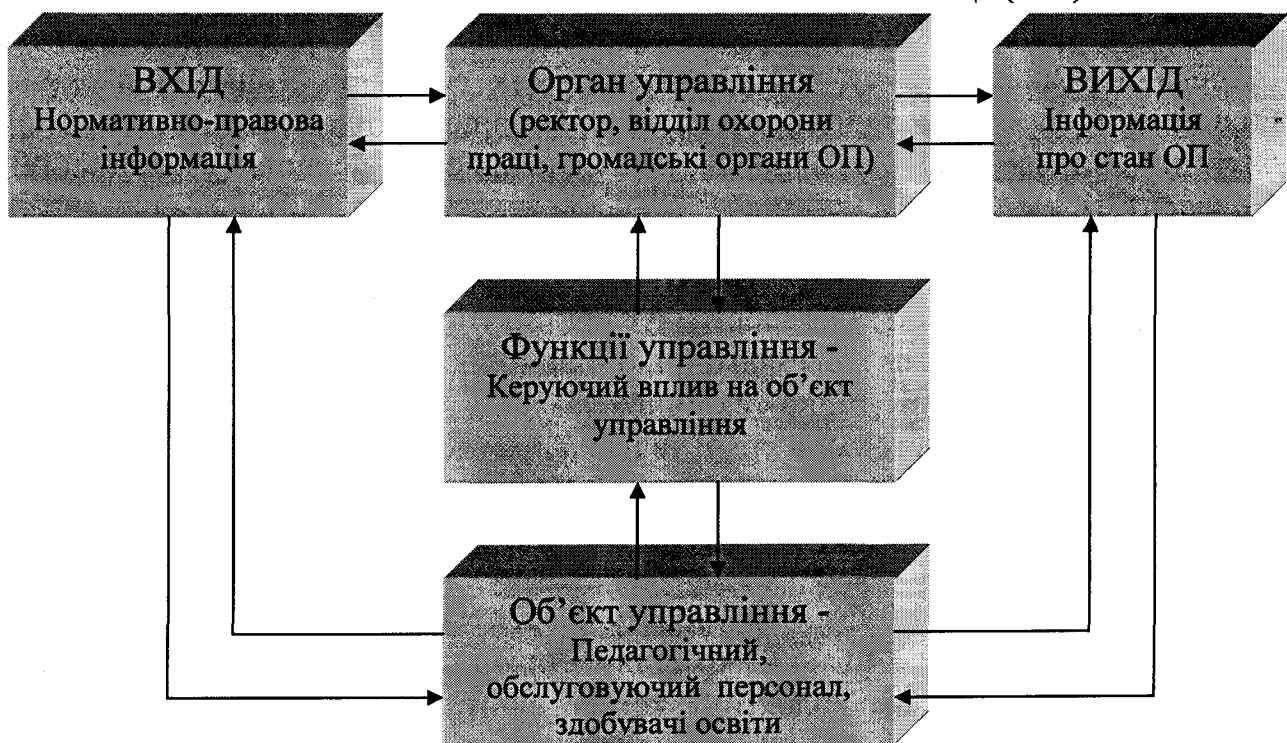 ВХІД
Нормативно-правова
інформація
Орган управління
(ректор, відділ охорони
праці, громадські органи ОП)
ВИХІД
Інформація
про стан ОП
Функції управління -
Керуючий вплив на об’єкт
управління
Об’єкт управління -
Педагогічний,
обслуговуючий персонал,
здобувачі освіти